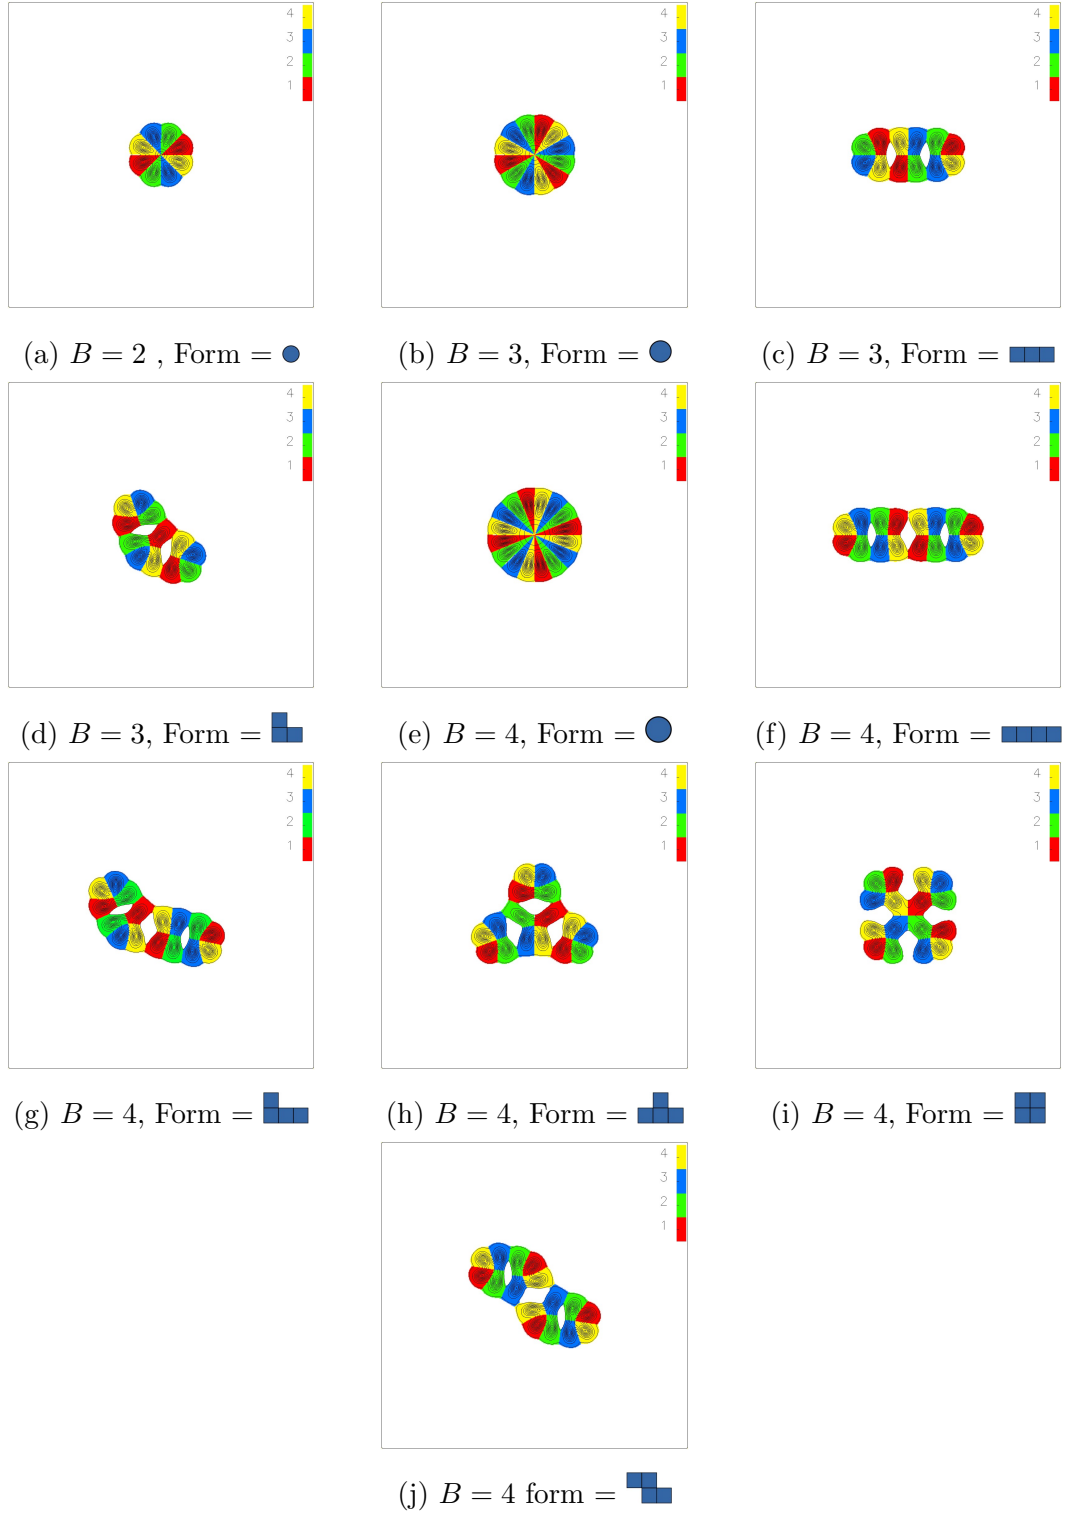 4 4 4
3 3 3
2 2 2
1 1 1
(a) B = 2 , Form =
(b) B = 3, Form =
(c) B = 3, Form =
4 4 4
3 3 3
2 2 2
1 1 1
(d) B = 3, Form =
(e) B = 4, Form =
(f) B = 4, Form =
4 4 4
3 3 3
2 2 2
1 1 1
(g) B = 4, Form =
(h) B = 4, Form =
(i) B = 4, Form =
4
3
2
1
(j) B = 4 form =